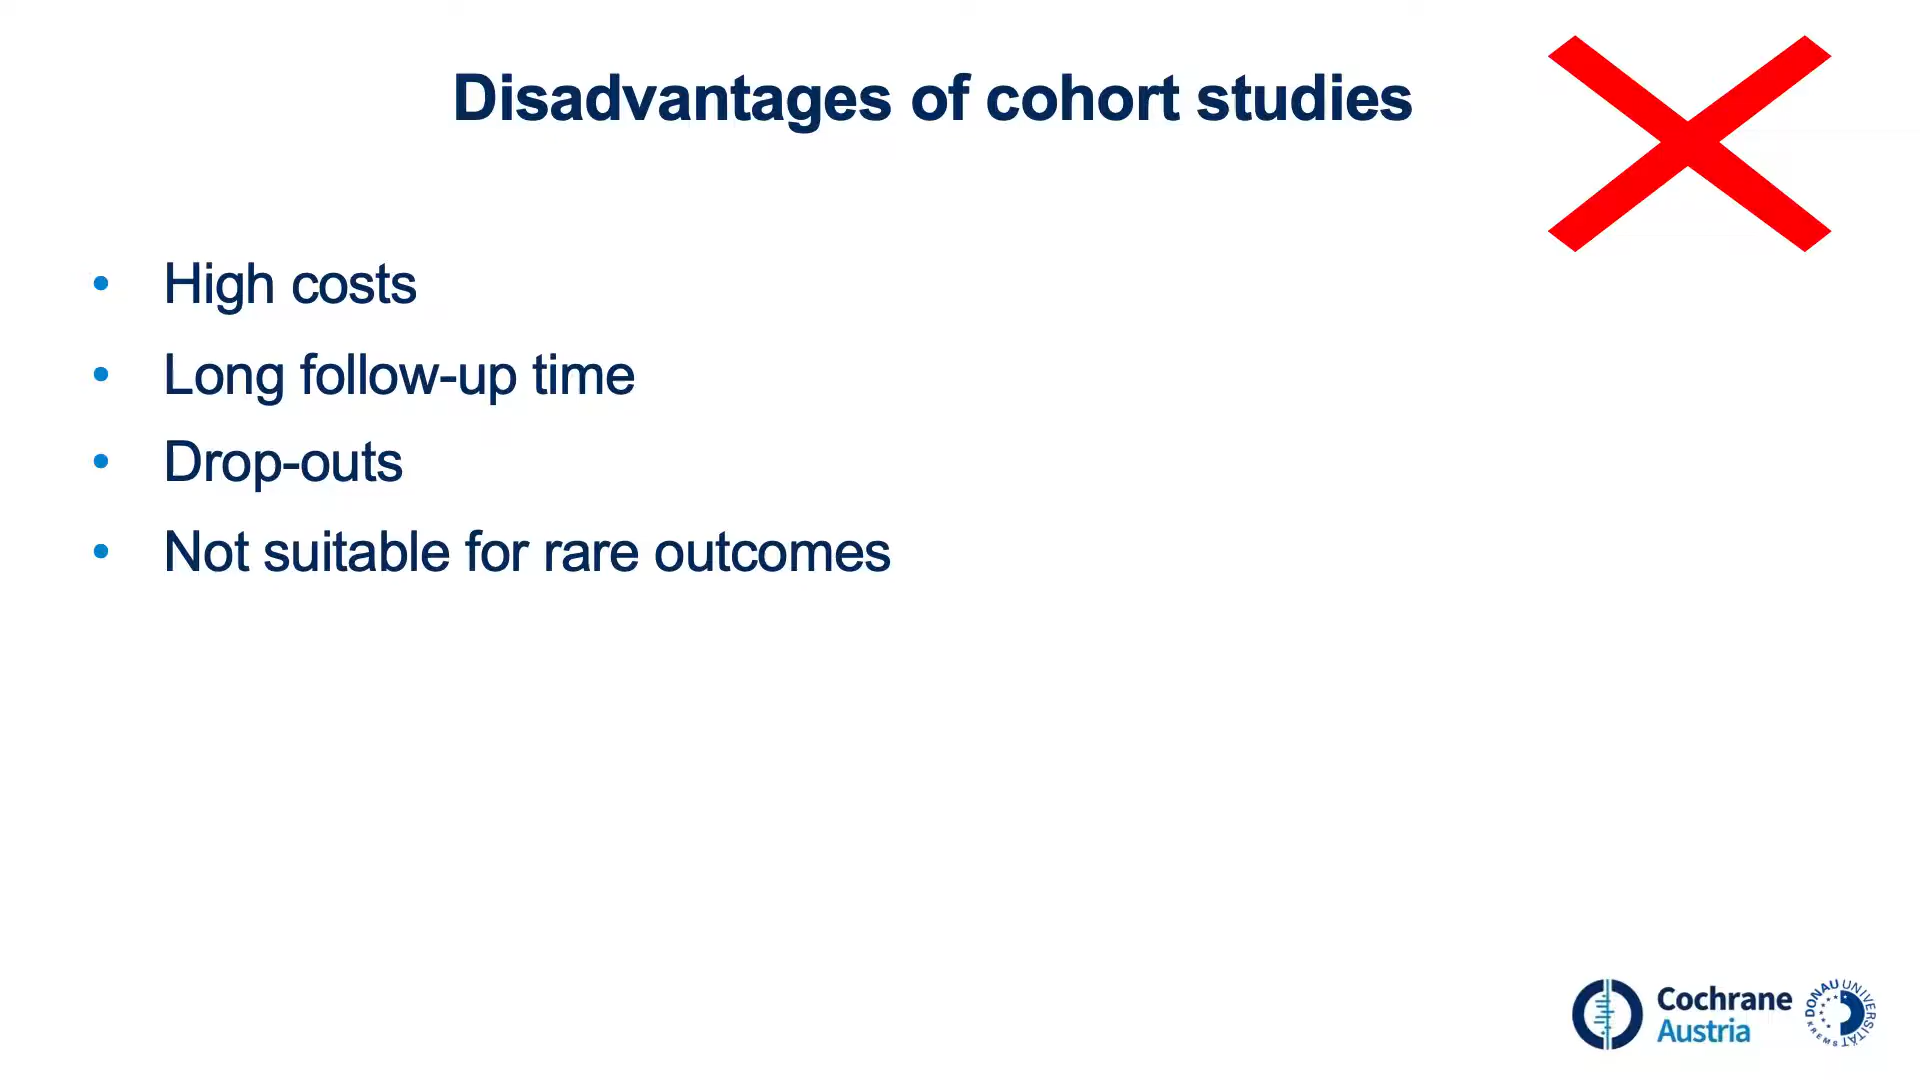 Disadvantages of cohort studies
• High costs
• Long follow-up time
• Drop-outs
• Not suitable for rare outcomes
Cochrane
Austria
DONAU UNIVERSITÄT
KREMS